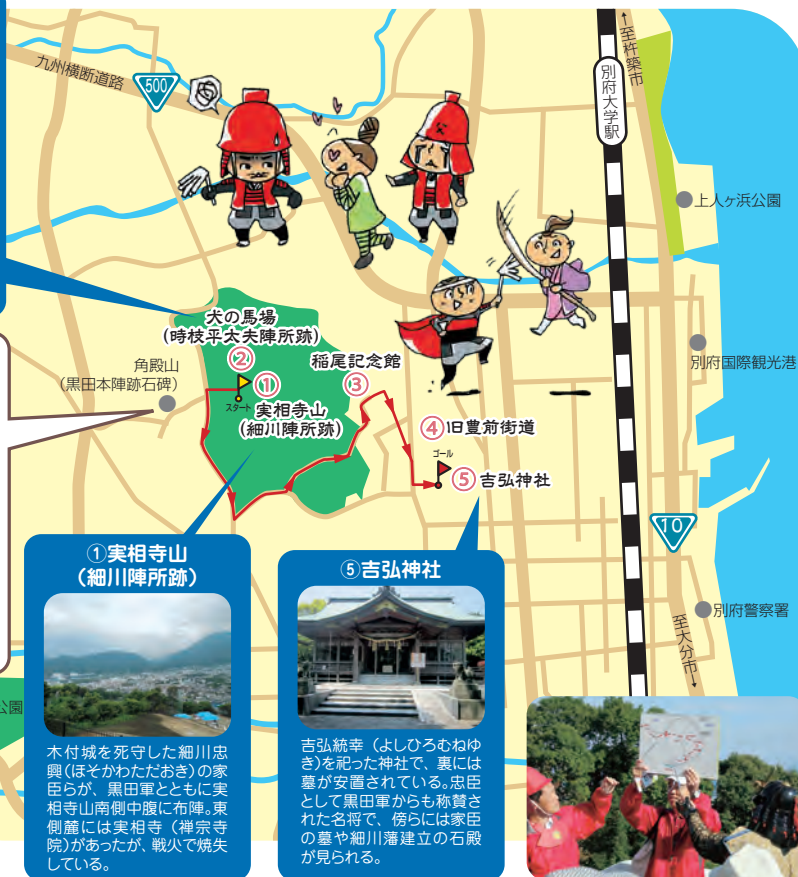 ↑至杵築市
九州横断道路
500
別府大学駅
上人ヶ浜公園
犬の馬場
(時枝平太夫陣所跡)
②
角殿山
(黒田本陣跡石碑)
スタート
①
実相寺山
(細川陣所跡)
稲尾記念館
③
別府国際観光港
④旧豊前街道
ゴール
⑤吉弘神社
10
別府警察署
至大分市→
公園
①実相寺山
(細川陣所跡)
木付城を死守した細川忠
興(ほそかわただおき)の家
臣らが、黒田軍とともに実
相寺山南側中腹に布陣。東
側麓には実相寺(禅宗寺
院)があったが、戦火で焼失
している。
⑤吉弘神社
吉弘統幸(よしひろむねゆ
き)を祀った神社で、裏には
墓が安置されている。忠臣
として黒田軍からも称賛さ
れた名将で、傍らには家臣
の墓や細川藩建立の石殿
が見られる。